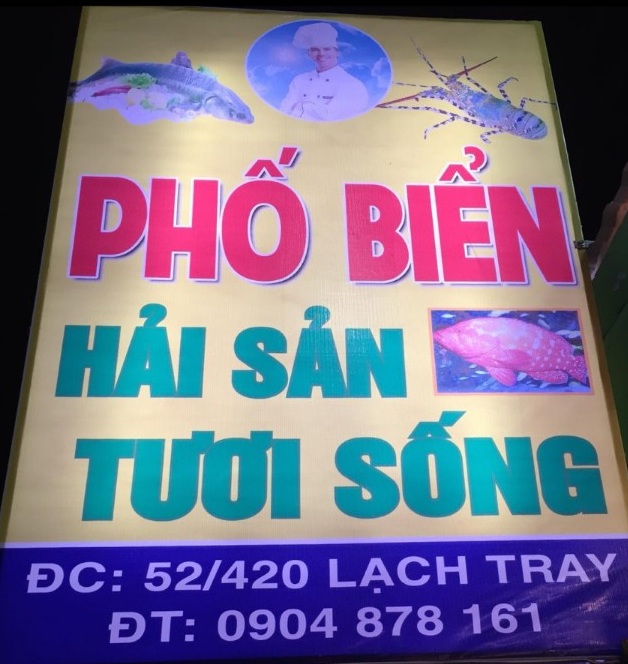 PHỐ BIỂN
HẢI SẢN
TƯƠI SỐNG
ĐC: 52/420 LẠCH TRAY
ĐT: 0904 878 161